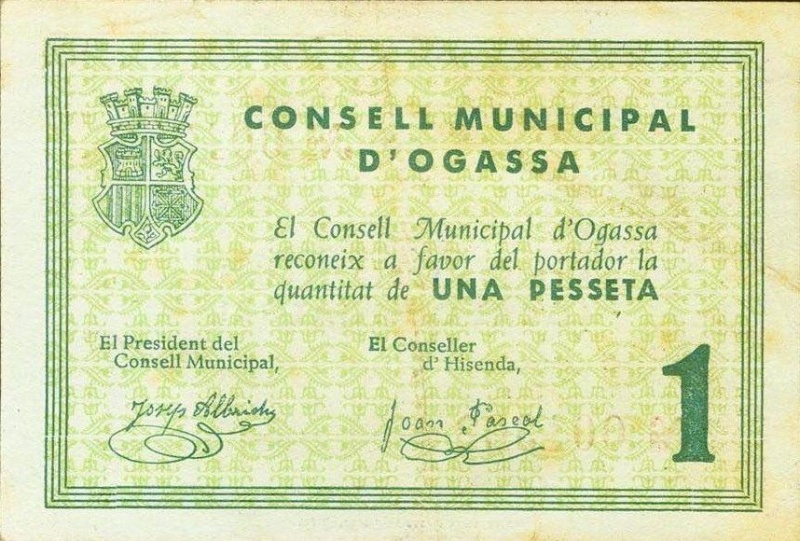 CONSELL MUNICIPAL
D'OGASSA
El Consell Municipal d'Ogassa
reconeix a favor del portador la
quantitat de UNA PESSETA
El President del
Consell Municipal,
El Conseller
d'Hisenda,
Josep
Joan Pascal
1